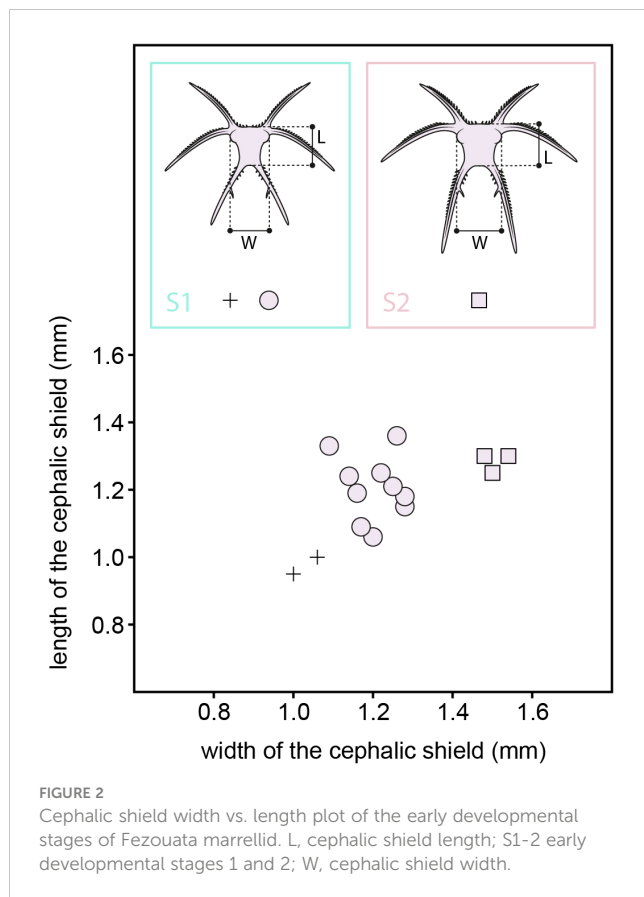 L
W
S1
L
W
S2
length of the cephalic shield (mm)
1.6
1.4
1.2
1.0
0.8
0.8 1.0 1.2 1.4 1.6
width of the cephalic shield (mm)
FIGURE 2
Cephalic shield width vs. length plot of the early developmental
stages of Fezouata marrellid. L, cephalic shield length; S1-2 early
developmental stages 1 and 2; W, cephalic shield width.